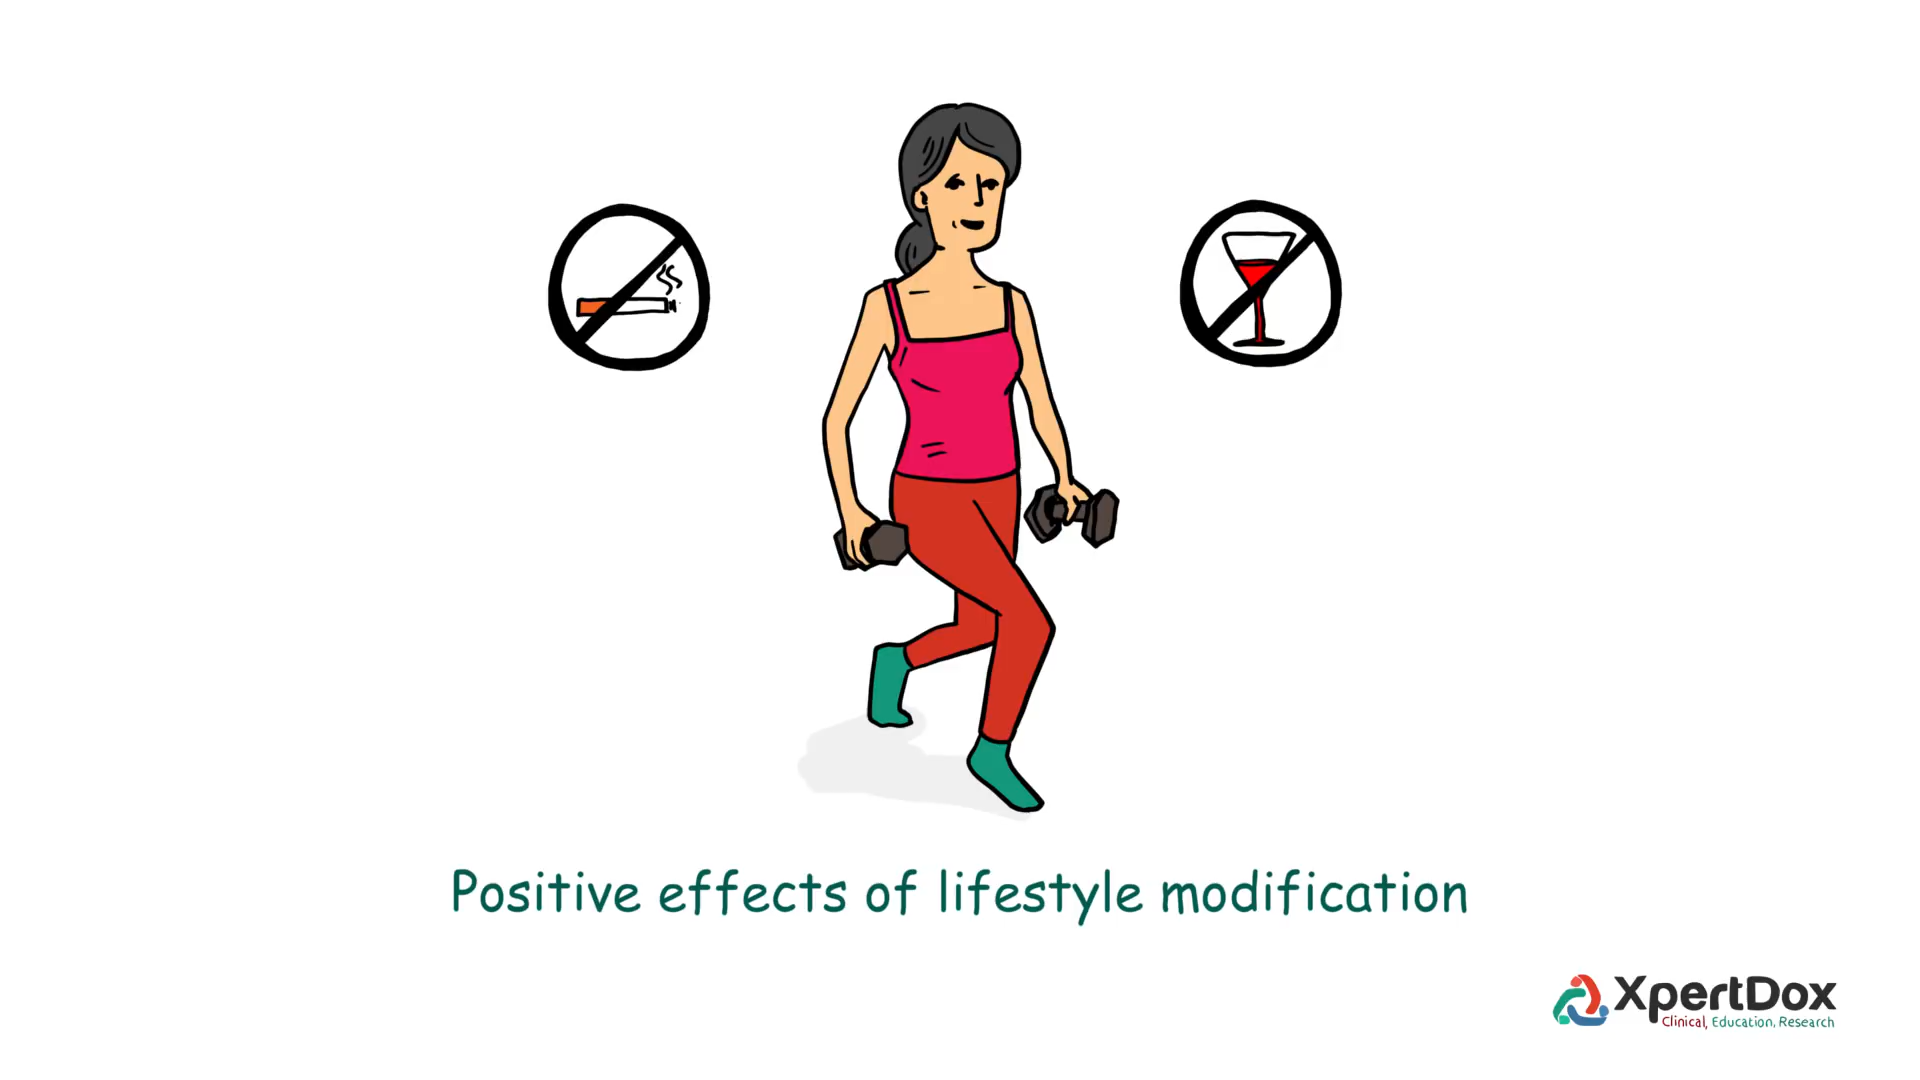 Positive effects of lifestyle modification
XpertDox
Clinical, Education, Research